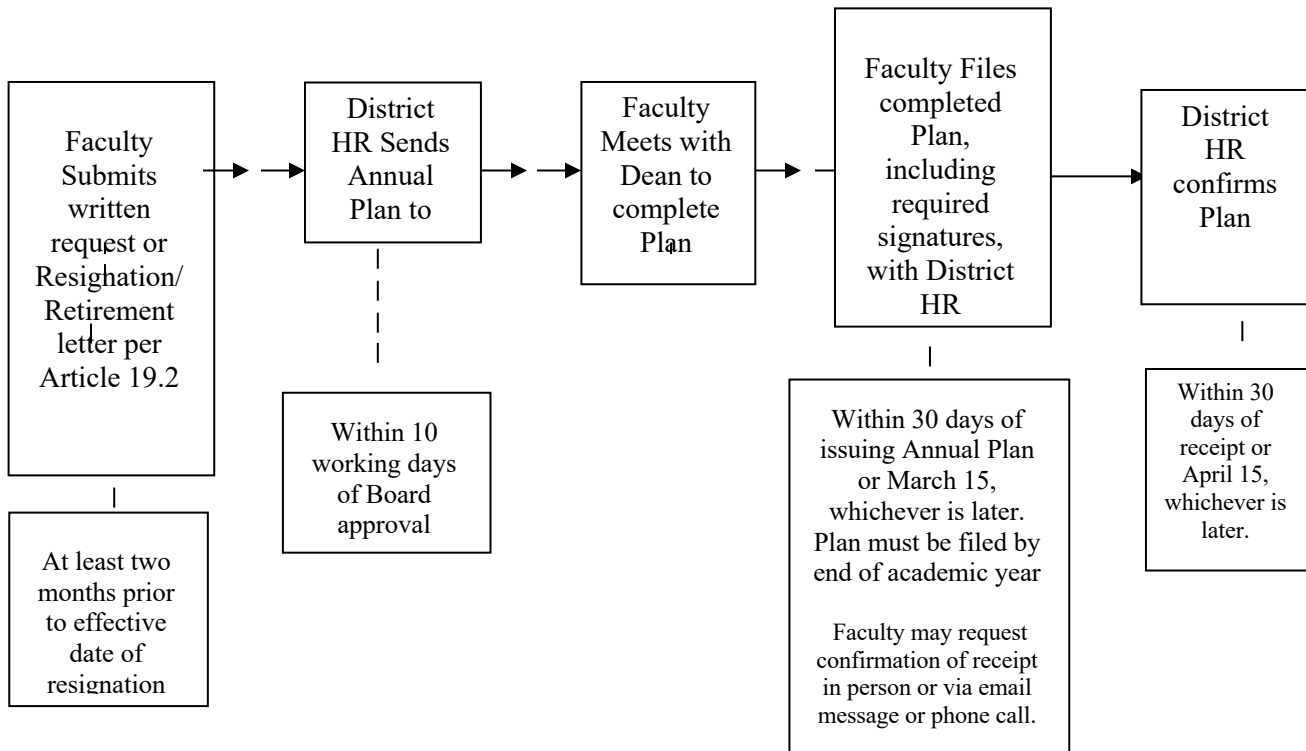 Faculty
Submits
written
request or
Resignation/
Retirement
letter per
Article 19.2
District
HR Sends
Annual
Plan to
Faculty
Meets with
Dean to
complete
Plan
Faculty Files
completed
Plan,
including
required
signatures,
with District
HR
District
HR
confirms
Plan
At least two
months prior
to effective
date of
resignation
Within 10
working days
of Board
approval
Within 30 days of
issuing Annual Plan
or March 15,
whichever is later.
Plan must be filed by
end of academic year
Faculty may request
confirmation of receipt
in person or via email
message or phone call.
Within 30
days of
receipt or
April 15,
whichever is
later.